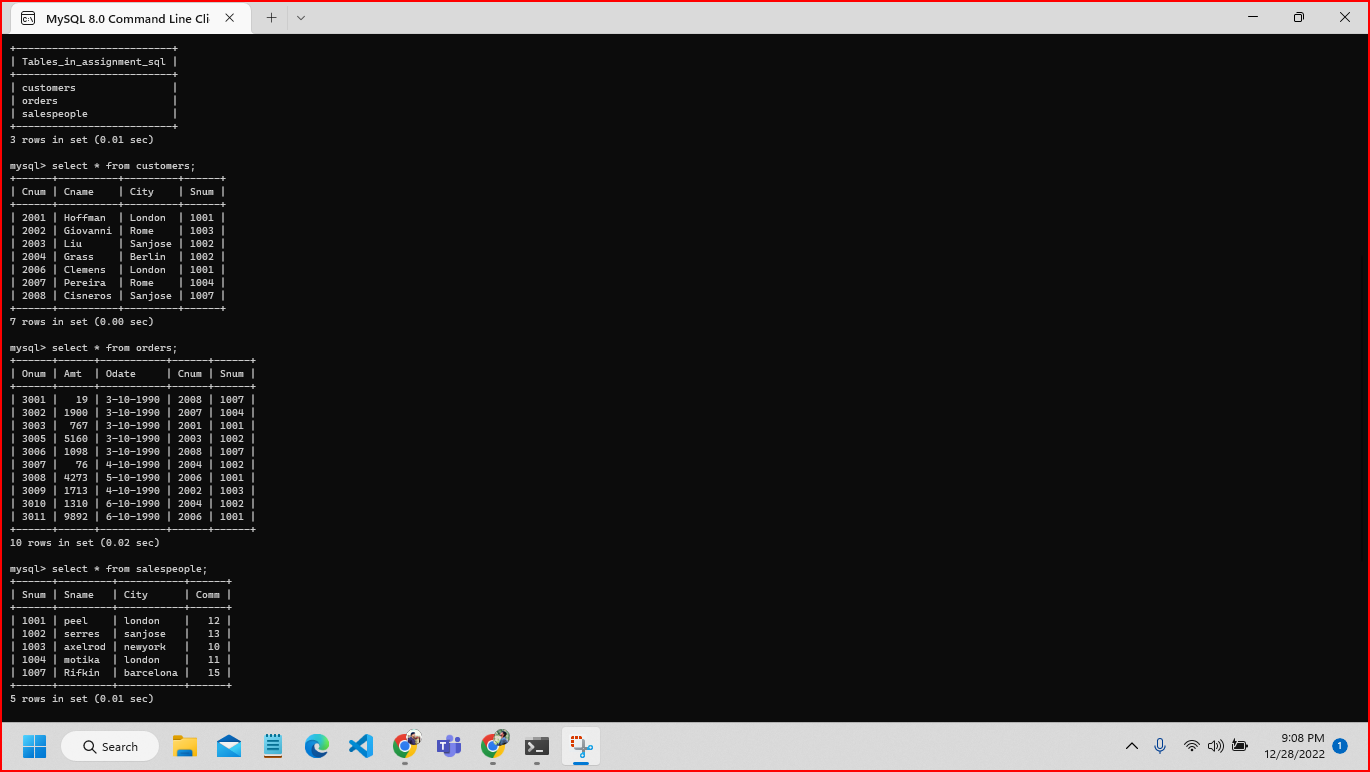 MySQL 8.0 Command Line Cli
+--------------------------+
| Tables_in_assignment_sql |
+--------------------------+
| customers                |
| orders                   |
| salespeople              |
+--------------------------+
3 rows in set (0.01 sec)
mysql> select * from customers;
+------+----------+---------+------+
| Cnum | Cname    | City    | Snum |
+------+----------+---------+------+
| 2001 | Hoffman  | London  | 1001 |
| 2002 | Giovanni | Rome    | 1003 |
| 2003 | Liu      | Sanjose | 1002 |
| 2004 | Grass    | Berlin  | 1002 |
| 2006 | Clemens  | London  | 1001 |
| 2007 | Pereira  | Rome    | 1004 |
| 2008 | Cisneros | Sanjose | 1007 |
+------+----------+---------+------+
7 rows in set (0.00 sec)
mysql> select * from orders;
+------+------+-----------+------+------+
| Onum | Amt  | Odate     | Cnum | Snum |
+------+------+-----------+------+------+
| 3001 |   19 | 3-10-1990 | 2008 | 1007 |
| 3002 | 1900 | 3-10-1990 | 2007 | 1004 |
| 3003 |  767 | 3-10-1990 | 2001 | 1001 |
| 3005 | 5160 | 3-10-1990 | 2003 | 1002 |
| 3006 | 1098 | 3-10-1990 | 2008 | 1007 |
| 3007 |   76 | 4-10-1990 | 2004 | 1002 |
| 3008 | 4273 | 5-10-1990 | 2006 | 1001 |
| 3009 | 1713 | 4-10-1990 | 2002 | 1003 |
| 3010 | 1310 | 6-10-1990 | 2004 | 1002 |
| 3011 | 9892 | 6-10-1990 | 2006 | 1001 |
+------+------+-----------+------+------+
10 rows in set (0.02 sec)
mysql> select * from salespeople;
+------+---------+-----------+------+
| Snum | Sname   | City      | Comm |
+------+---------+-----------+------+
| 1001 | peel    | london    |   12 |
| 1002 | serres  | sanjose   |   13 |
| 1003 | axelrod | newyork   |   10 |
| 1004 | motika  | london    |   11 |
| 1007 | Rifkin  | barcelona |   15 |
+------+---------+-----------+------+
5 rows in set (0.01 sec)
Search
9:08 PM
12/28/2022
1